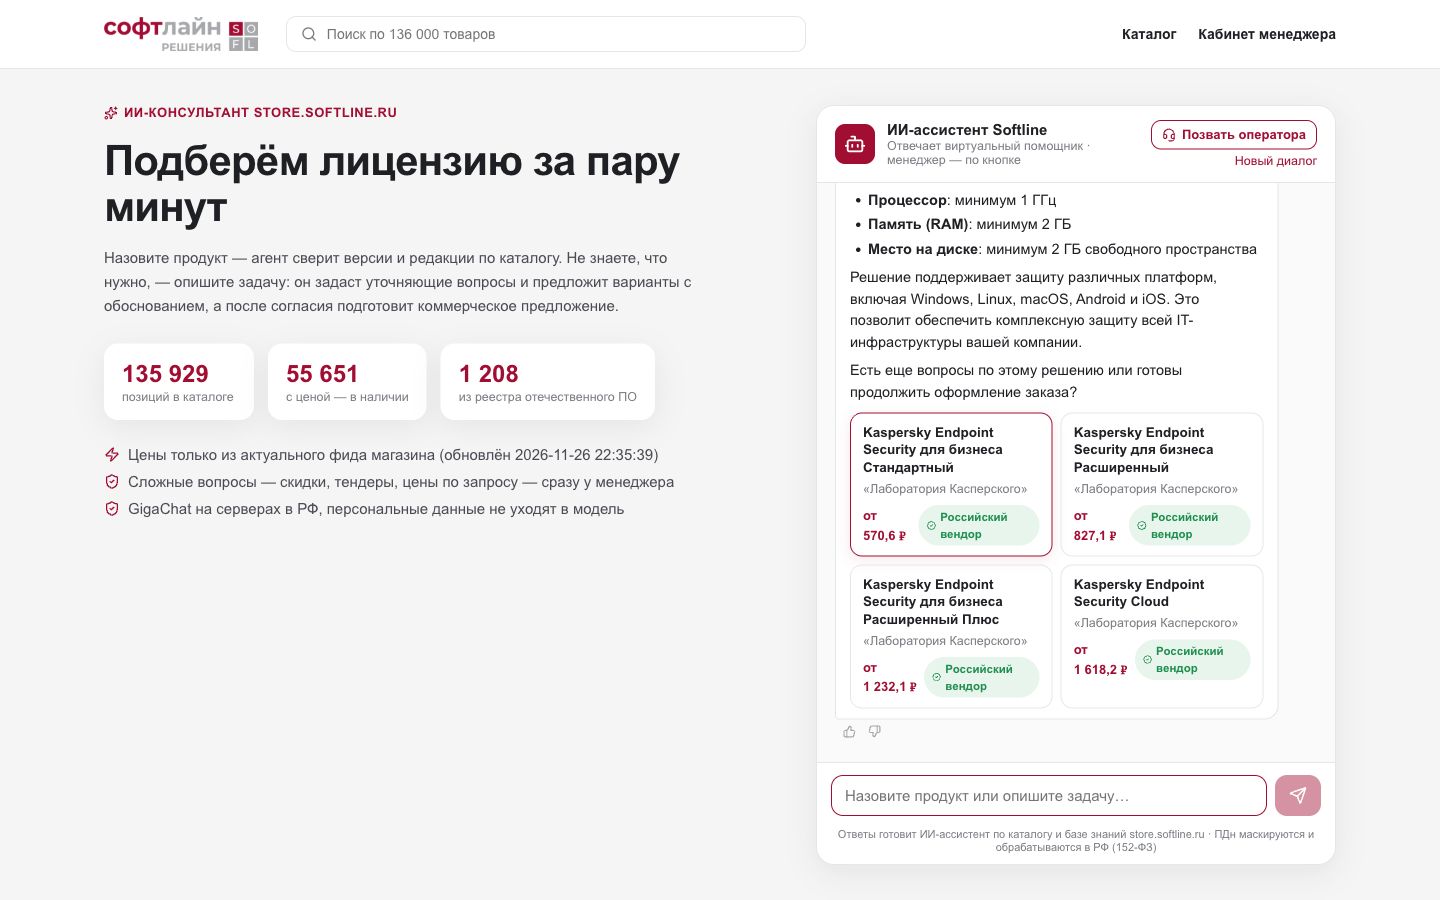 софтлайн
РЕШЕНИЯ
S O
F L
Поиск по 136 000 товаров
Каталог
Кабинет менеджера
ИИ-КОНСУЛЬТАНТ STORE.SOFTLINE.RU
Подберём лицензию за пару
минут
Назовите продукт — агент сверит версии и редакции по каталогу. Не знаете, что
нужно, — опишите задачу: он задаст уточняющие вопросы и предложит варианты с
обоснованием, а после согласия подготовит коммерческое предложение.
135 929
позиций в каталоге
55 651
с ценой — в наличии
1 208
из реестра отечественного ПО
Цены только из актуального фида магазина (обновлён 2026-11-26 22:35:39)
Сложные вопросы — скидки, тендеры, цены по запросу — сразу у менеджера
GigaChat на серверах в РФ, персональные данные не уходят в модель
ИИ-ассистент Softline
Отвечает виртуальный помощник ·
менеджер — по кнопке
Позвать оператора
Новый диалог
• Процессор: минимум 1 ГГц
• Память (RAM): минимум 2 ГБ
• Место на диске: минимум 2 ГБ свободного пространства
Решение поддерживает защиту различных платформ,
включая Windows, Linux, macOS, Android и iOS. Это
позволит обеспечить комплексную защиту всей IT-
инфраструктуры вашей компании.
Есть еще вопросы по этому решению или готовы
продолжить оформление заказа?
Kaspersky Endpoint
Security для бизнеса
Стандартный
«Лаборатория Касперского»
от
570,6 ₽
Российский
вендор
Kaspersky Endpoint
Security для бизнеса
Расширенный
«Лаборатория Касперского»
от
827,1 ₽
Российский
вендор
Kaspersky Endpoint
Security для бизнеса
Расширенный Плюс
«Лаборатория Касперского»
от
1 232,1 ₽
Российский
вендор
Kaspersky Endpoint
Security Cloud
«Лаборатория Касперского»
от
1 618,2 ₽
Российский
вендор
Назовите продукт или опишите задачу...
Ответы готовит ИИ-ассистент по каталогу и базе знаний store.softline.ru · ПДн маскируются и
обрабатываются в РФ (152-ФЗ)